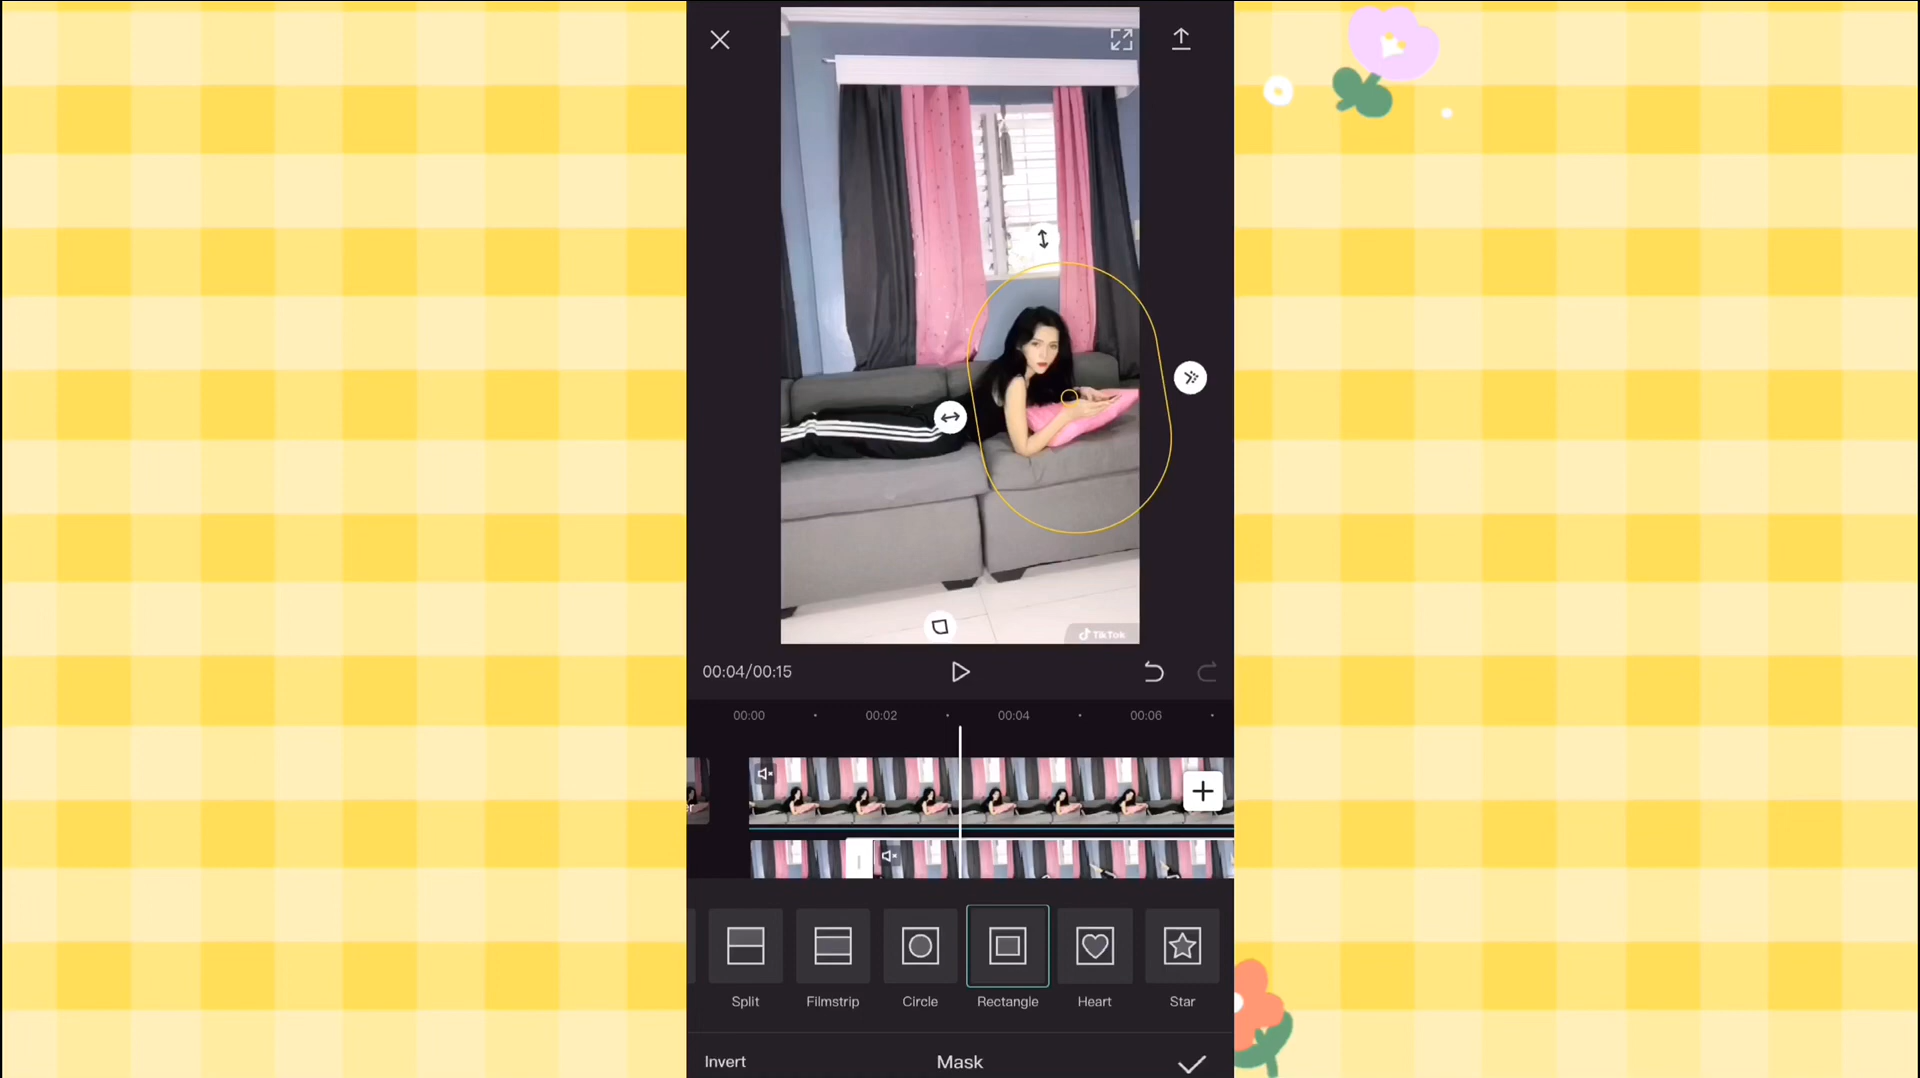 TikTok
00:04/00:15
00:00 00:02 00:04 00:06
Split Filmstrip Circle Rectangle Heart Star
Invert Mask